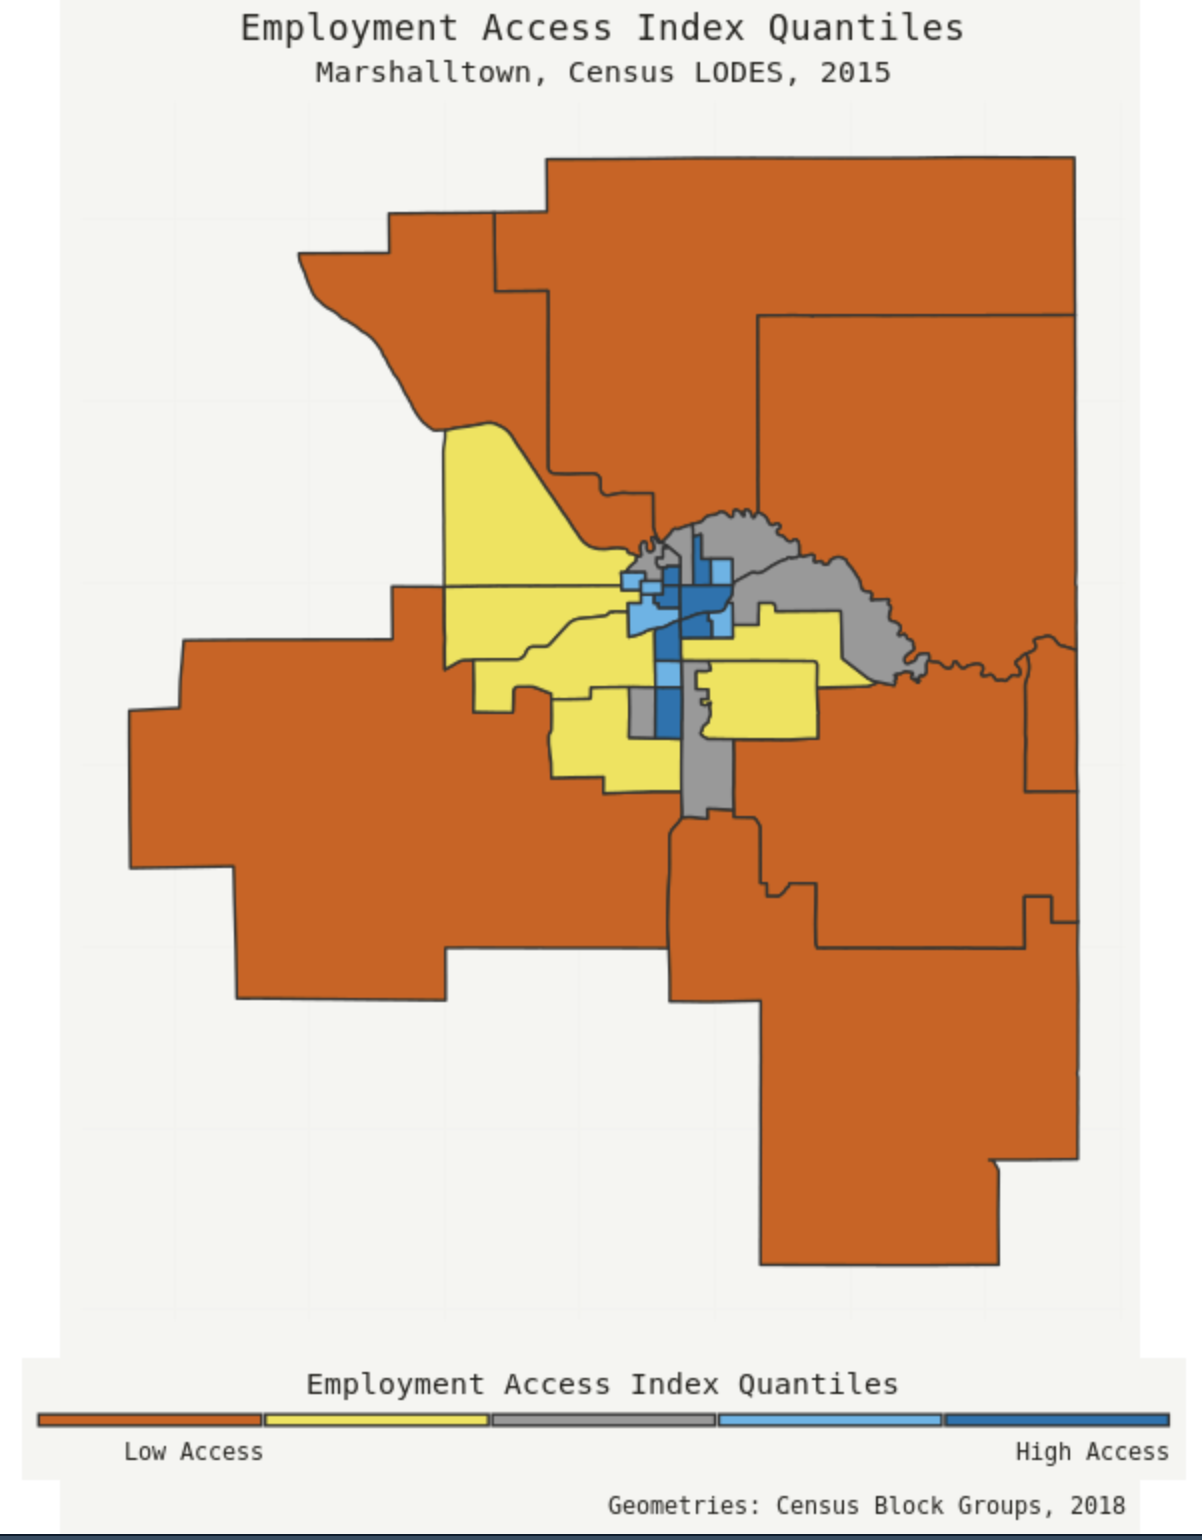 Employment Access Index Quantiles
Marshalltown, Census LODES, 2015
Employment Access Index Quantiles
Low Access High Access
Geometries: Census Block Groups, 2018